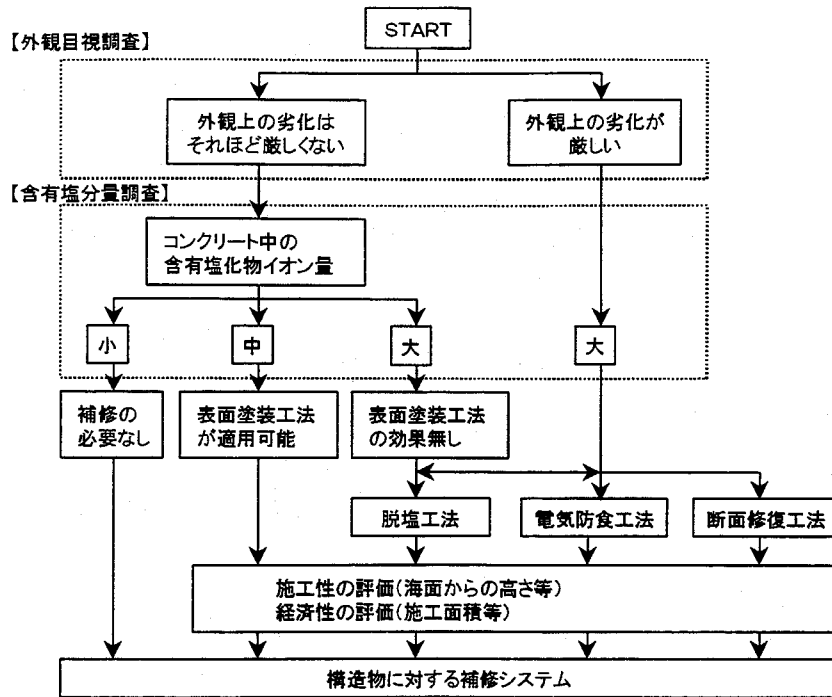 START
【外観目視調査】
外観上の劣化は
それほど厳しくない
外観上の劣化が
厳しい
【含有塩分量調査】
コンクリート中の
含有塩化物イオン量
小
中
大
大
補修の
必要なし
表面塗装工法
が適用可能
表面塗装工法
の効果無し
脱塩工法
電気防食工法
断面修復工法
施工性の評価(海面からの高さ等)
経済性の評価(施工面積等)
構造物に対する補修システム